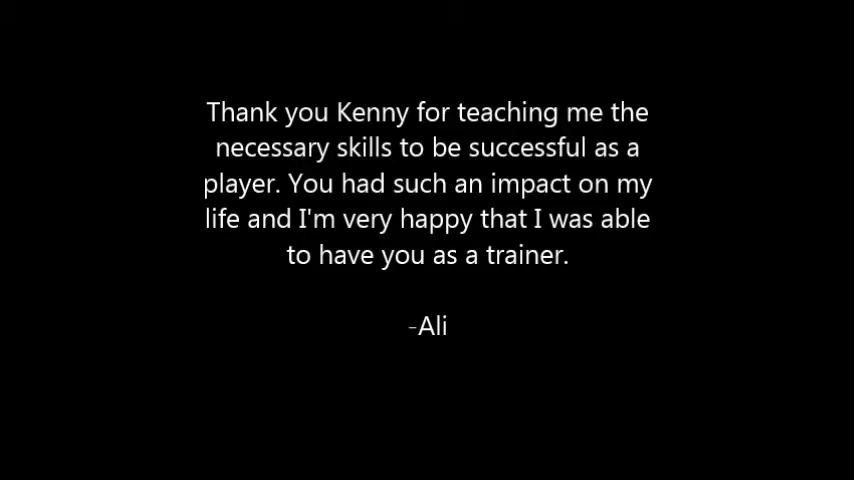 Thank you Kenny for teaching me the
necessary skills to be successful as a
player. You had such an impact on my
life and I'm very happy that I was able
to have you as a trainer.
-Ali